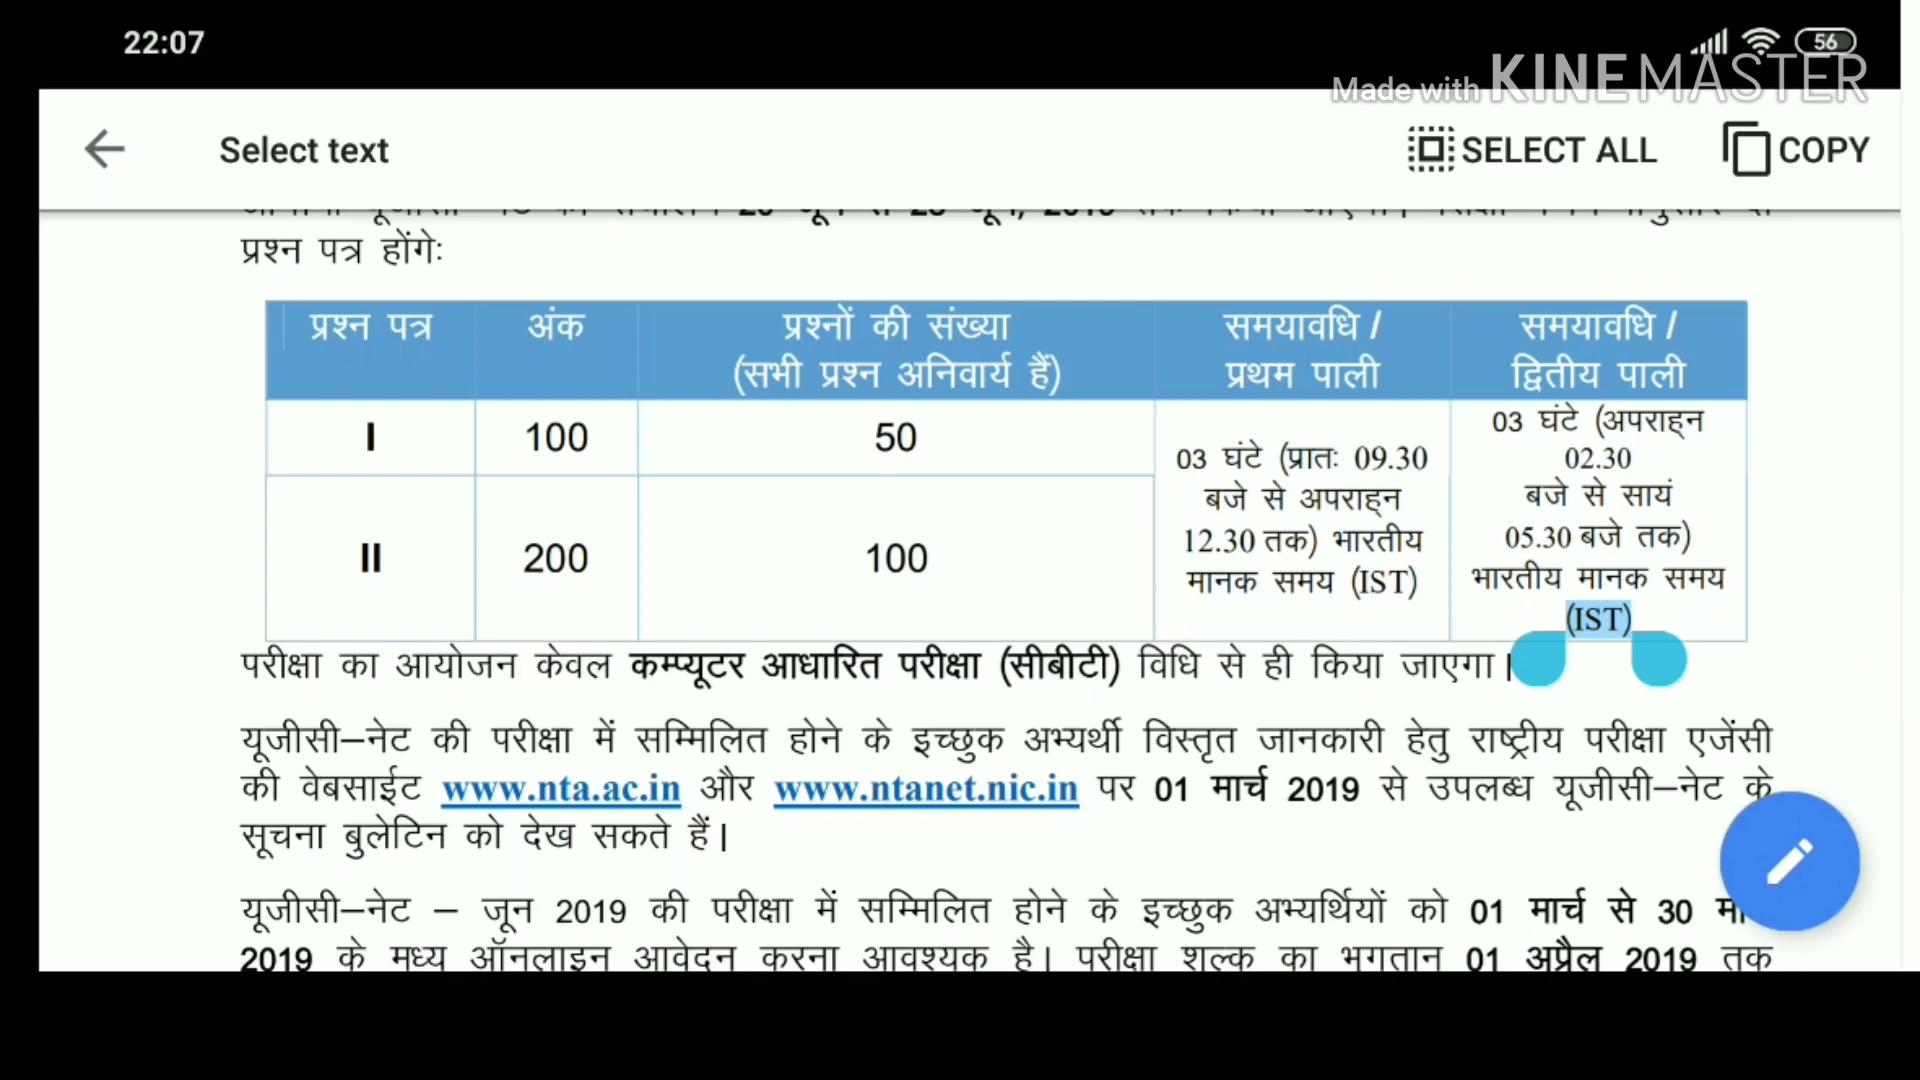 22:07
56
Made with KINEMASTER
Select text
SELECT ALL
COPY
प्रश्न पत्र होंगेः
प्रश्न पत्र
अंक
प्रश्नों की संख्या
(सभी प्रश्न अनिवार्य हैं)
समयावधि /
प्रथम पाली
समयावधि /
द्वितीय पाली
I
100
50
03 घंटे (प्रातः 09.30
बजे से अपराह्न
12.30 तक) भारतीय
मानक समय (IST)
03 घंटे (अपराह्न
02.30
बजे से सायं
05.30 बजे तक)
भारतीय मानक समय
(IST)
II
200
100
परीक्षा का आयोजन केवल कम्प्यूटर आधारित परीक्षा (सीबीटी) विधि से ही किया जाएगा।
यूजीसी–नेट की परीक्षा में सम्मिलित होने के इच्छुक अभ्यर्थी विस्तृत जानकारी हेतु राष्ट्रीय परीक्षा एजेंसी
की वेबसाईट www.nta.ac.in और www.ntanet.nic.in पर 01 मार्च 2019 से उपलब्ध यूजीसी–नेट के
सूचना बुलेटिन को देख सकते हैं।
यूजीसी–नेट – जून 2019 की परीक्षा में सम्मिलित होने के इच्छुक अभ्यर्थियों को 01 मार्च से 30
2019 के मध्य ऑनलाइन आवेदन करना आवश्यक है। परीक्षा शुल्क का भुगतान 01 अप्रैल 2019 तक